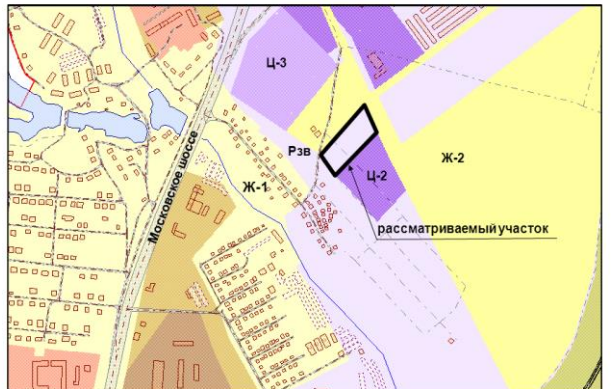 Ц-3
Московское шоссе
Рзв
Ж-2
Ж-1
Ц-2
рассматриваемый участок